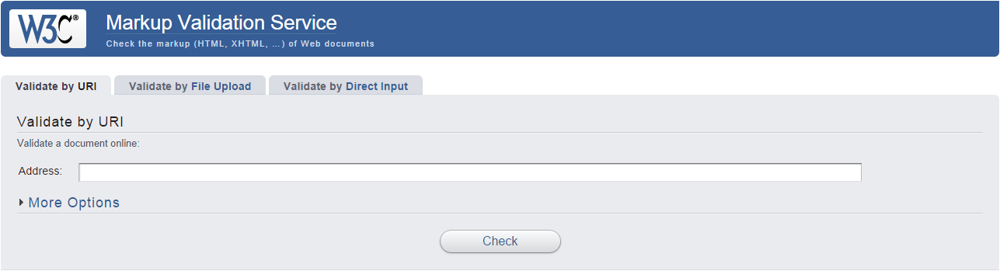 W3C®
Markup Validation Service
Check the markup (HTML, XHTML, …) of Web documents
Validate by URI
Validate by File Upload
Validate by Direct Input
Validate by URI
Validate a document online:
Address:
More Options
Check